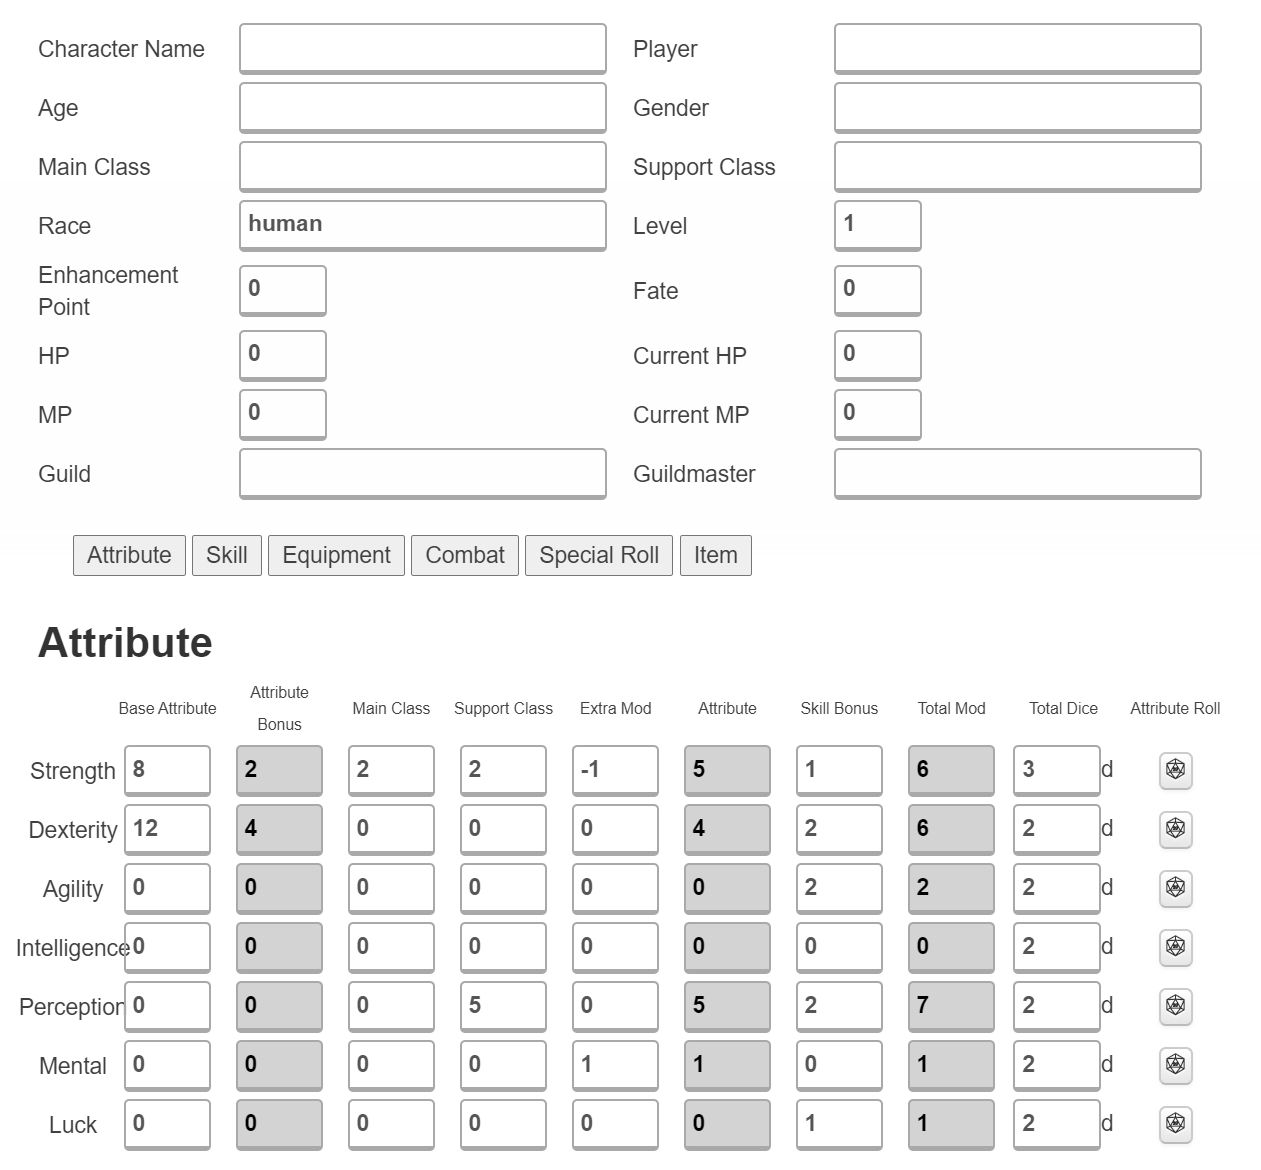 Character Name Player
Age Gender
Main Class Support Class
Race human Level 1
Enhancement
Point 0 Fate 0
HP 0 Current HP 0
MP 0 Current MP 0
Guild Guildmaster
Attribute Skill Equipment Combat Special Roll Item
Attribute
Base Attribute Attribute Bonus Main Class Support Class Extra Mod Attribute Skill Bonus Total Mod Total Dice Attribute Roll
Strength 8 2 2 2 -1 5 1 6 3 d
Dexterity 12 4 0 0 0 4 2 6 2 d
Agility 0 0 0 0 0 0 2 2 2 d
Intelligence 0 0 0 0 0 0 0 0 2 d
Perception 0 0 0 5 0 5 2 7 2 d
Mental 0 0 0 0 1 1 0 1 2 d
Luck 0 0 0 0 0 0 1 1 2 d